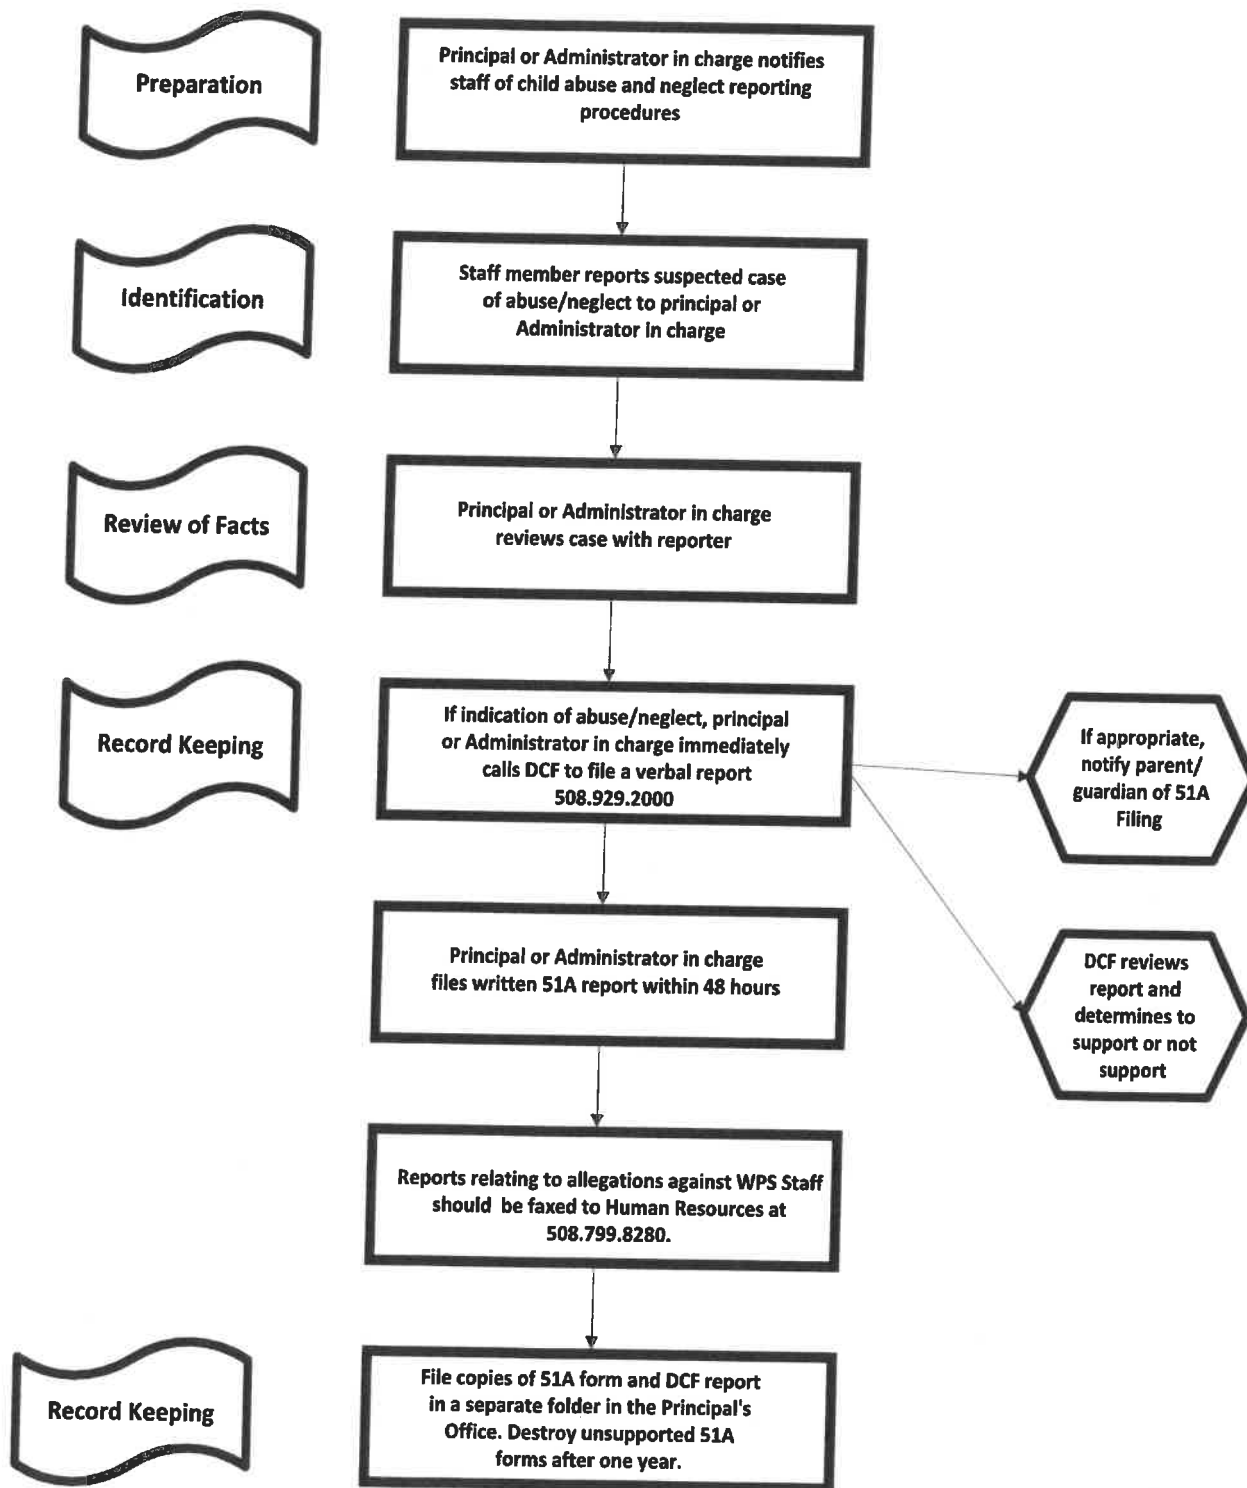 Preparation
Principal or Administrator in charge notifies
staff of child abuse and neglect reporting
procedures
Identification
Staff member reports suspected case
of abuse/neglect to principal or
Administrator in charge
Review of Facts
Principal or Administrator in charge
reviews case with reporter
Record Keeping
If indication of abuse/neglect, principal
or Administrator in charge immediately
calls DCF to file a verbal report
508.929.2000
If appropriate,
notify parent/
guardian of 51A
Filing
Principal or Administrator in charge
files written 51A report within 48 hours
DCF reviews
report and
determines to
support or not
support
Reports relating to allegations against WPS Staff
should be faxed to Human Resources at
508.799.8280.
Record Keeping
File copies of 51A form and DCF report
in a separate folder in the Principal's
Office. Destroy unsupported 51A
forms after one year.